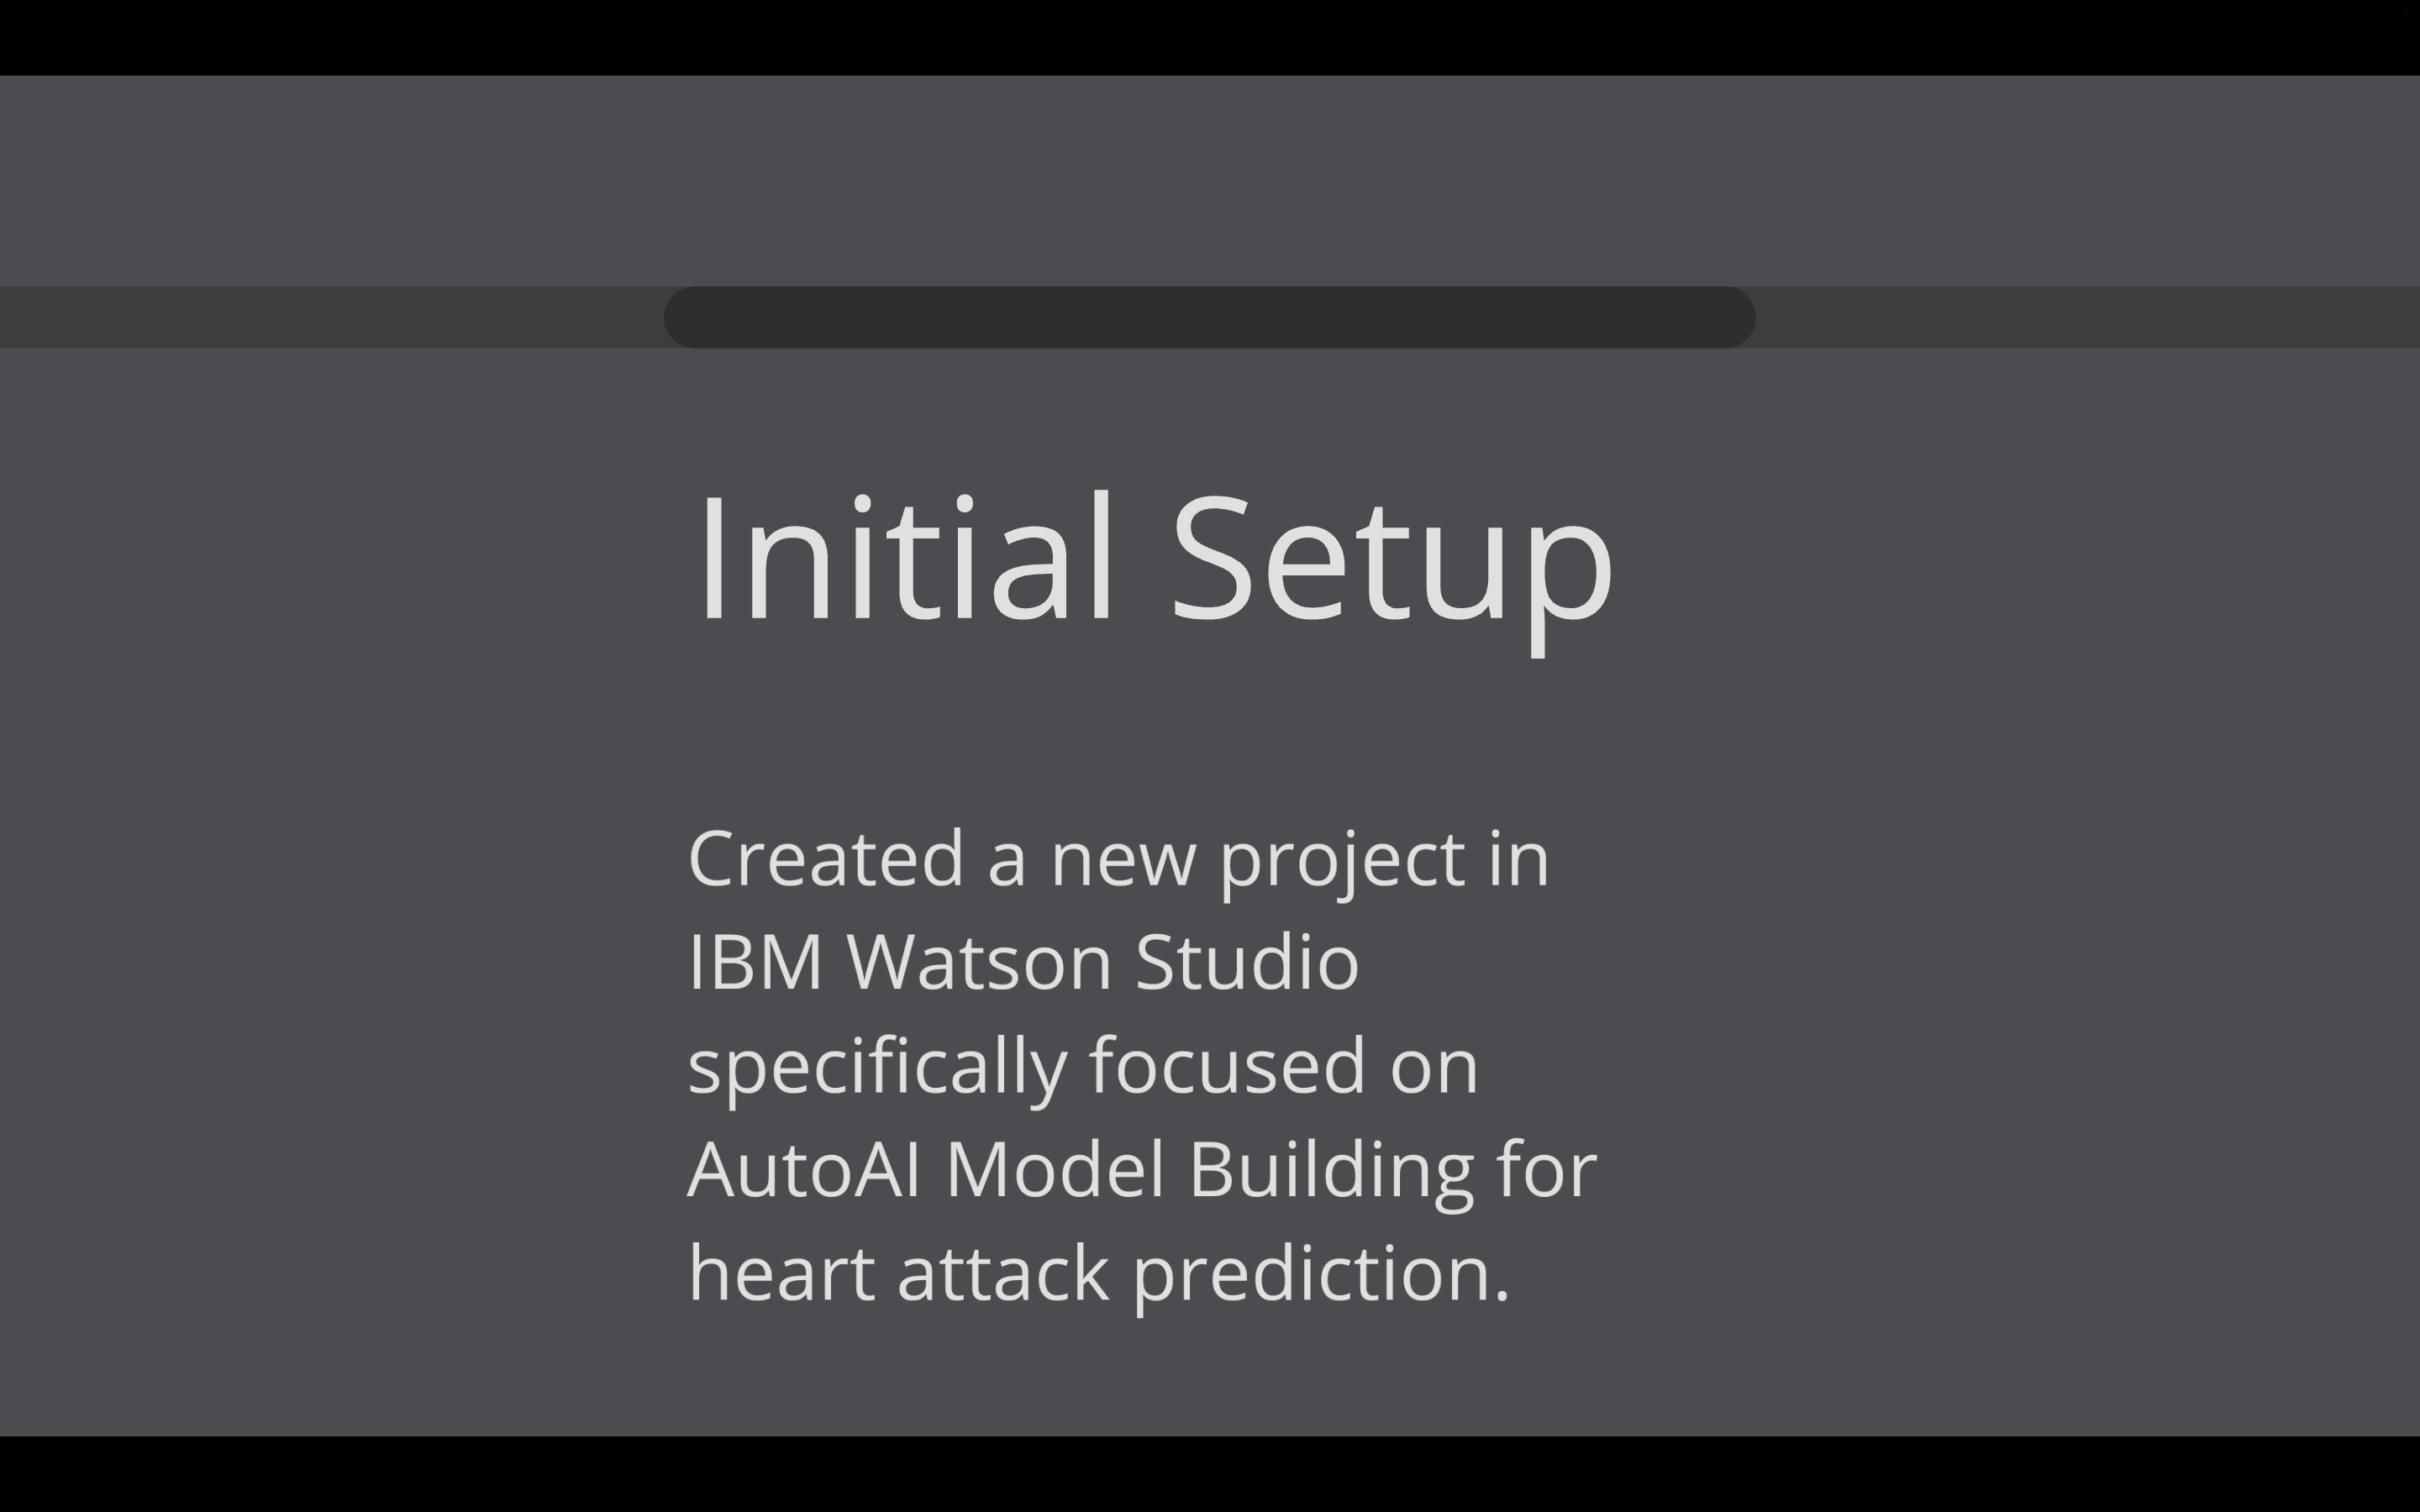 Initial Setup
Created a new project in
IBM Watson Studio
specifically focused on
AutoAI Model Building for
heart attack prediction.